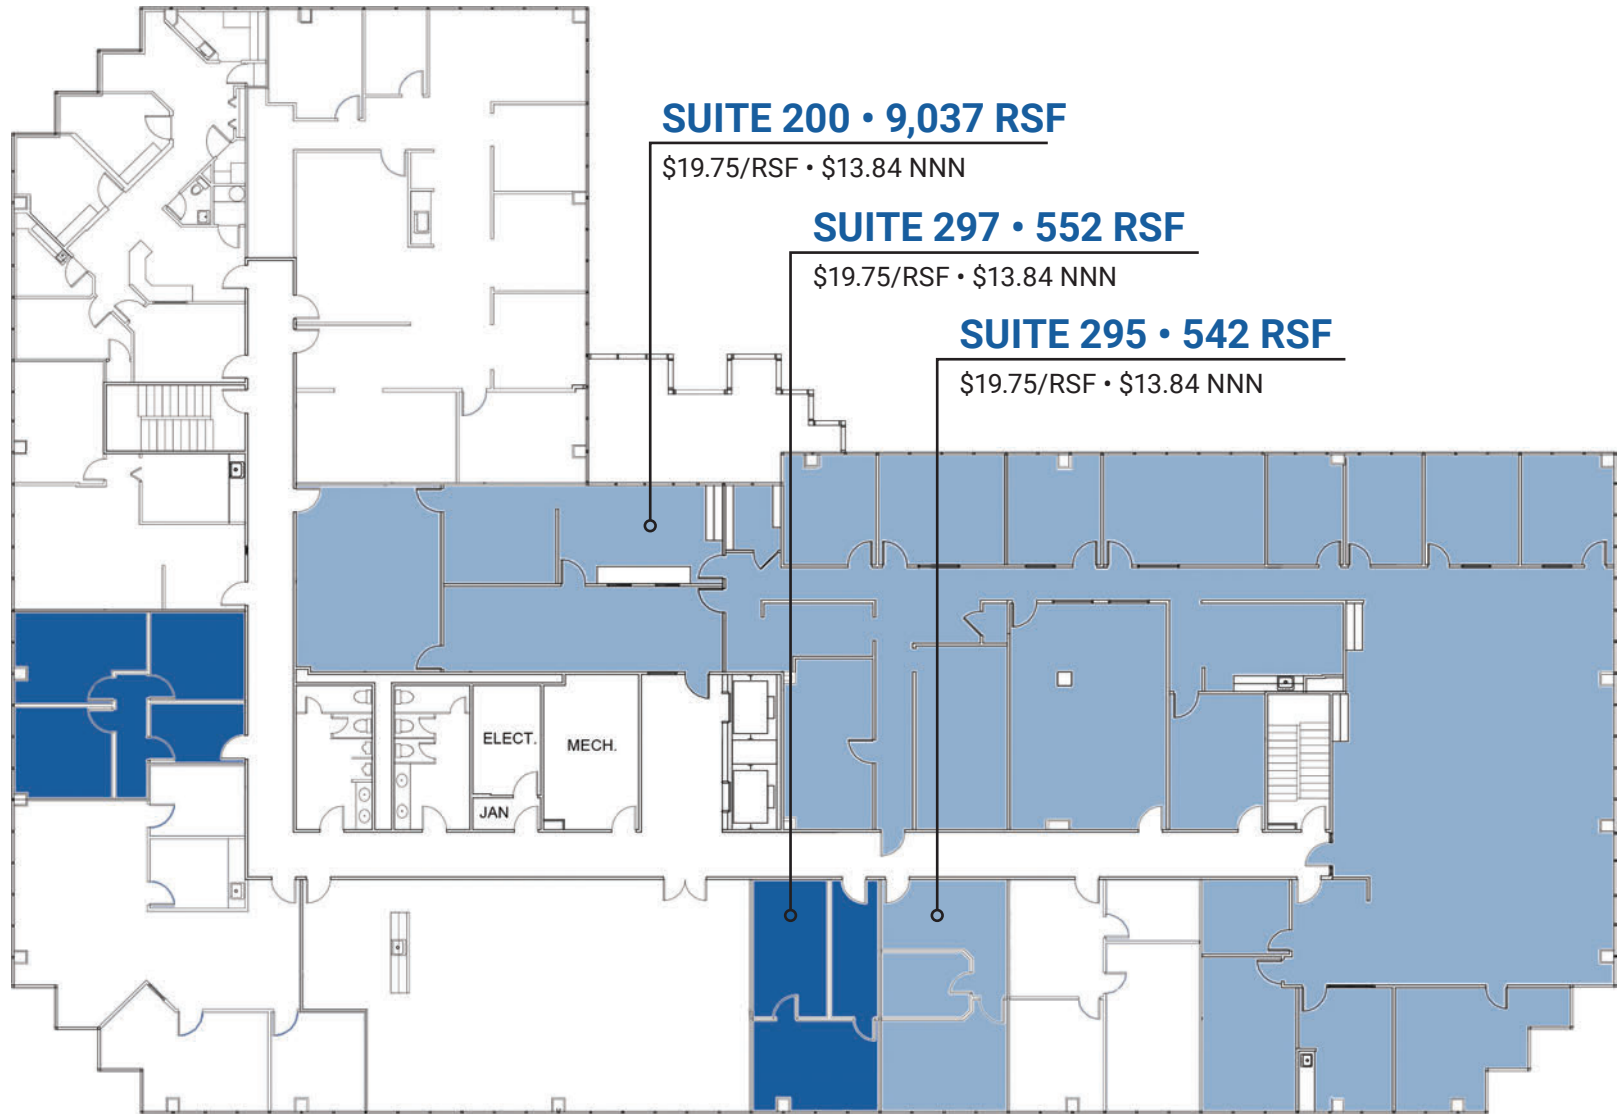 SUITE 200 • 9,037 RSF
$19.75/RSF • $13.84 NNN
SUITE 297 • 552 RSF
$19.75/RSF • $13.84 NNN
SUITE 295 • 542 RSF
$19.75/RSF • $13.84 NNN
ELECT.
MECH.
JAN